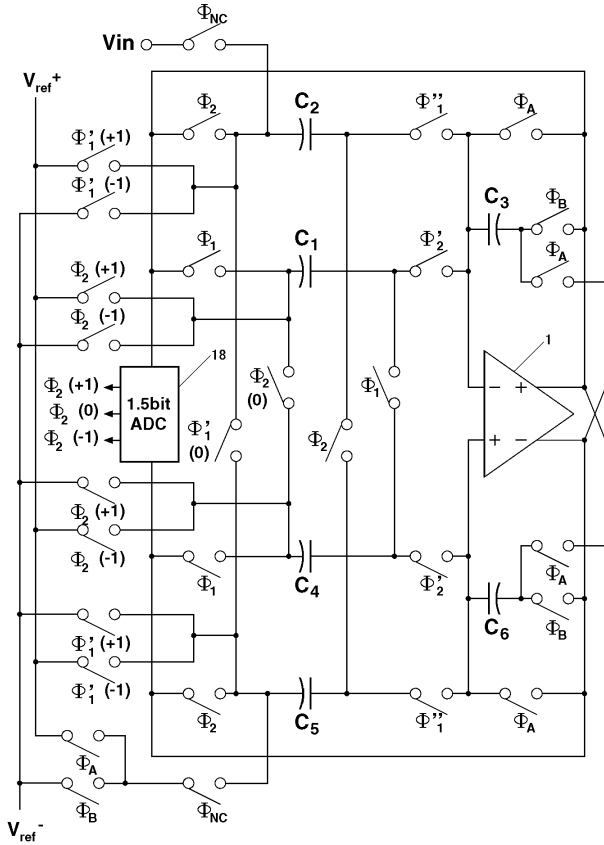 Φ_NC
Vin
V_ref+
Φ_2 C_2 Φ''_1 Φ_A
Φ'_1 (+1)
Φ'_1 (-1)
C_3 Φ_B
Φ_1 C_1 Φ'_2 Φ_A
Φ_2 (+1)
Φ_2 (-1)
18 1
Φ_2 (+1) Φ_2 (0) Φ_1
Φ_2 (0) 1.5bit ADC Φ'_1 (0) Φ_2 − +
Φ_2 (-1) + −
Φ_2 (+1)
Φ_2 (-1) Φ_1 C_4 Φ'_2 Φ_A
C_6 Φ_B
Φ'_1 (+1)
Φ'_1 (-1) Φ_2 C_5 Φ''_1 Φ_A
Φ_A
Φ_B Φ_NC
V_ref-